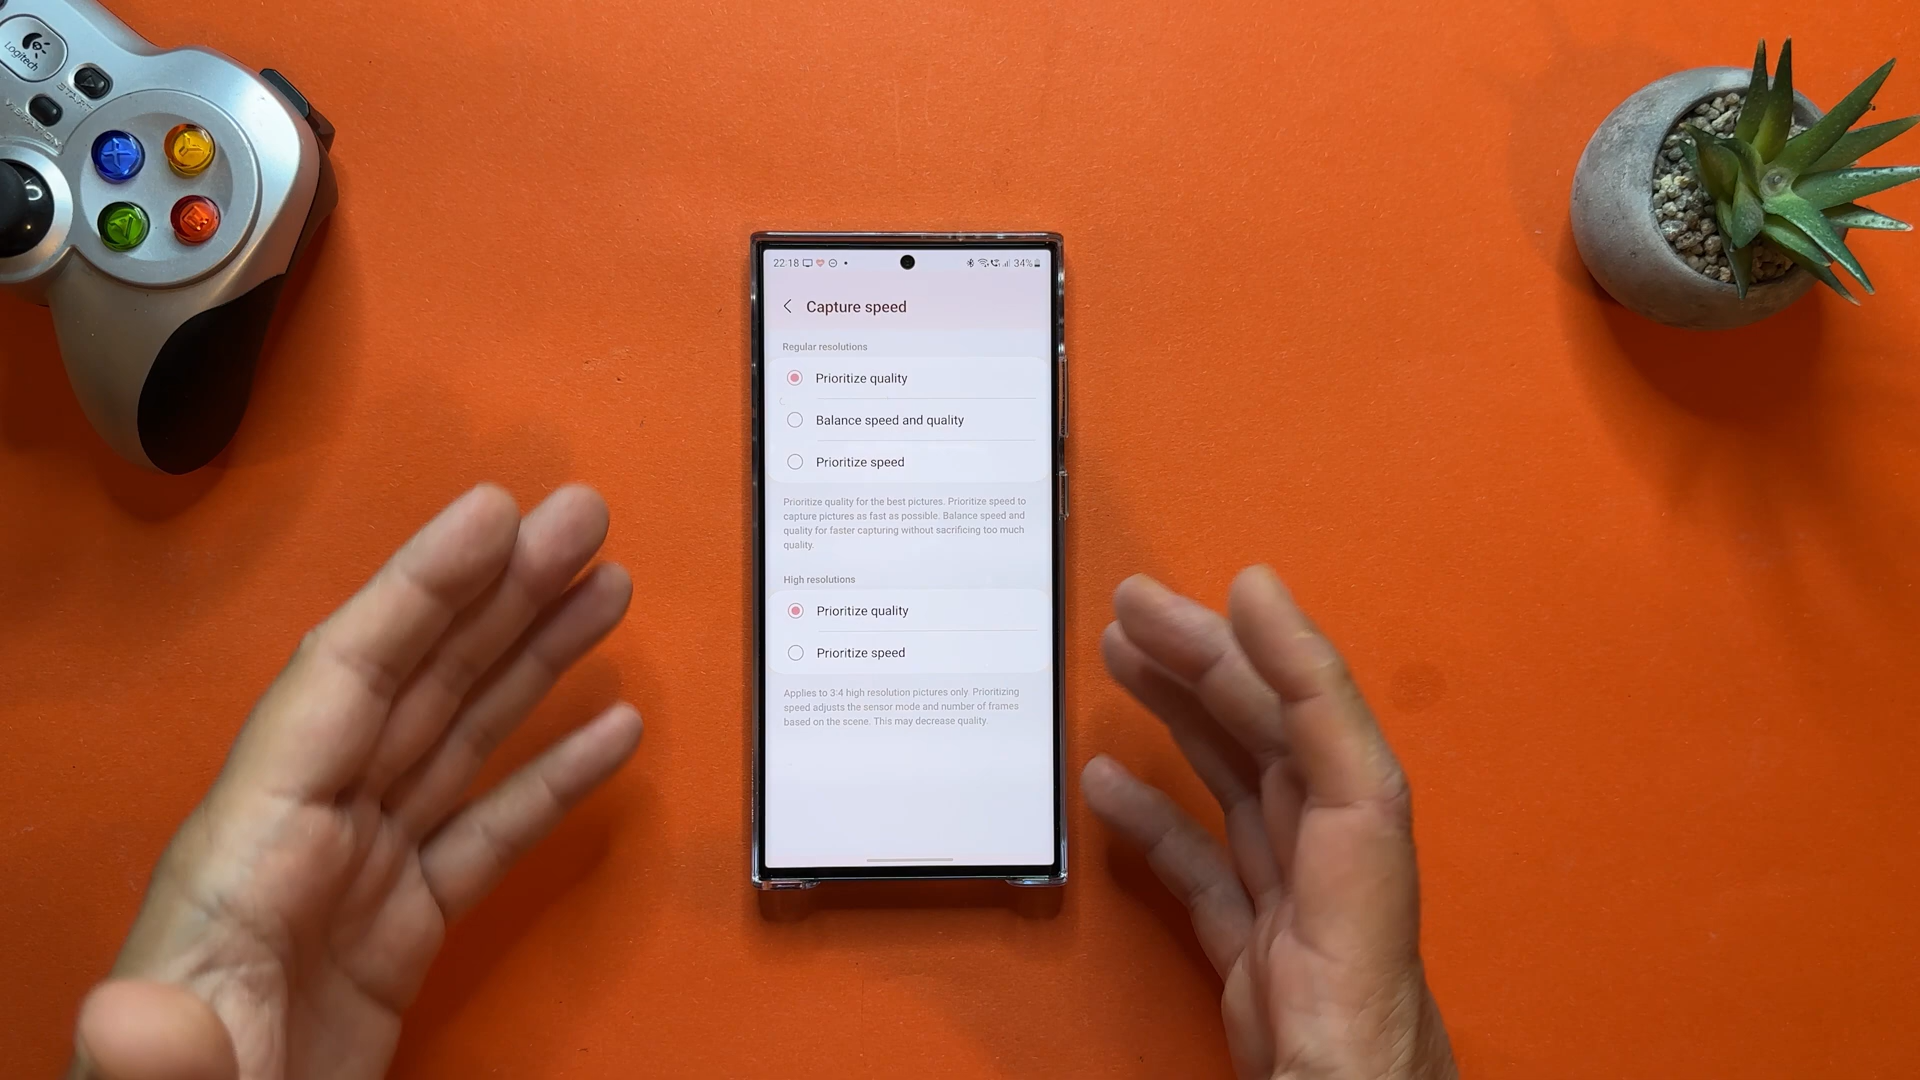 Logitech
START
VIBRATION
22:18
34%
Capture speed
Regular resolutions
Prioritize quality
Balance speed and quality
Prioritize speed
Prioritize quality for the best pictures. Prioritize speed to
capture pictures as fast as possible. Balance speed and
quality for faster capturing without sacrificing too much
quality.
High resolutions
Prioritize quality
Prioritize speed
Applies to 3:4 high resolution pictures only. Prioritizing
speed adjusts the sensor mode and number of frames
based on the scene. This may decrease quality.